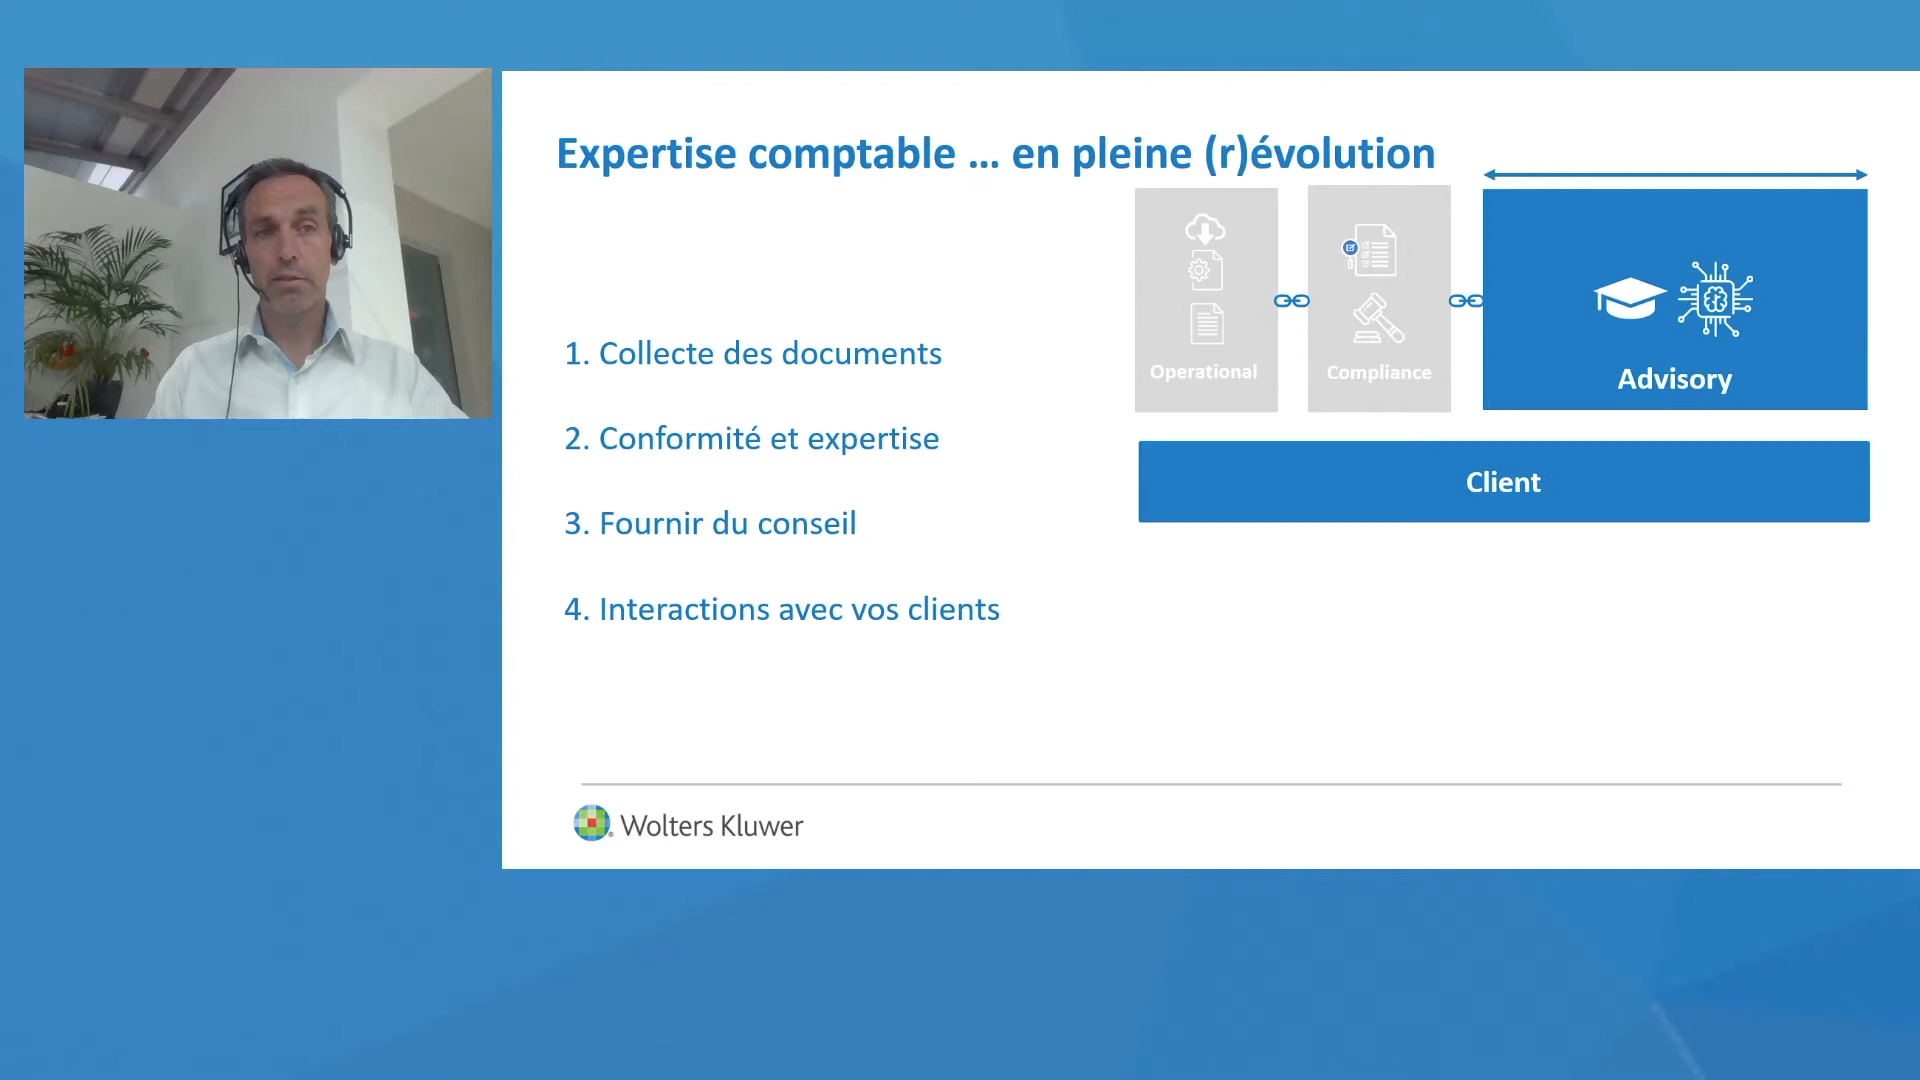 Expertise comptable ... en pleine (r)évolution
1. Collecte des documents
2. Conformité et expertise
3. Fournir du conseil
4. Interactions avec vos clients
Operational
Compliance
Advisory
Client
Wolters Kluwer